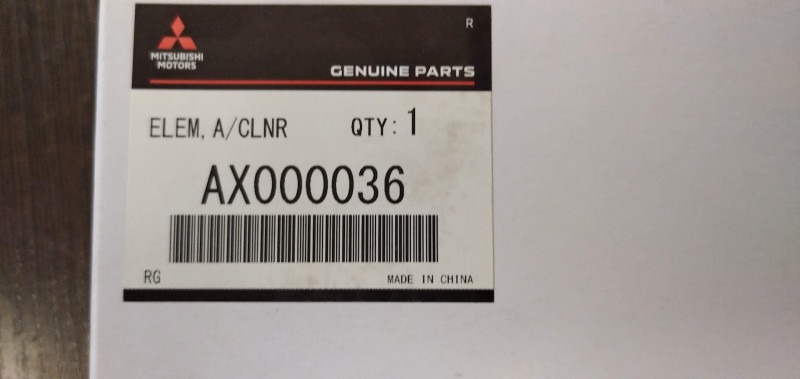 R
MITSUBISHI
MOTORS
GENUINE PARTS
ELEM, A/CLNR QTY: 1
AX000036
RG MADE IN CHINA